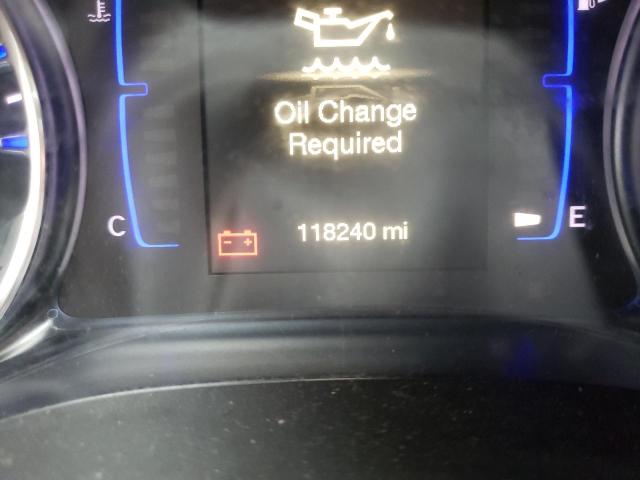 Oil Change
Required
C
118240 mi
E